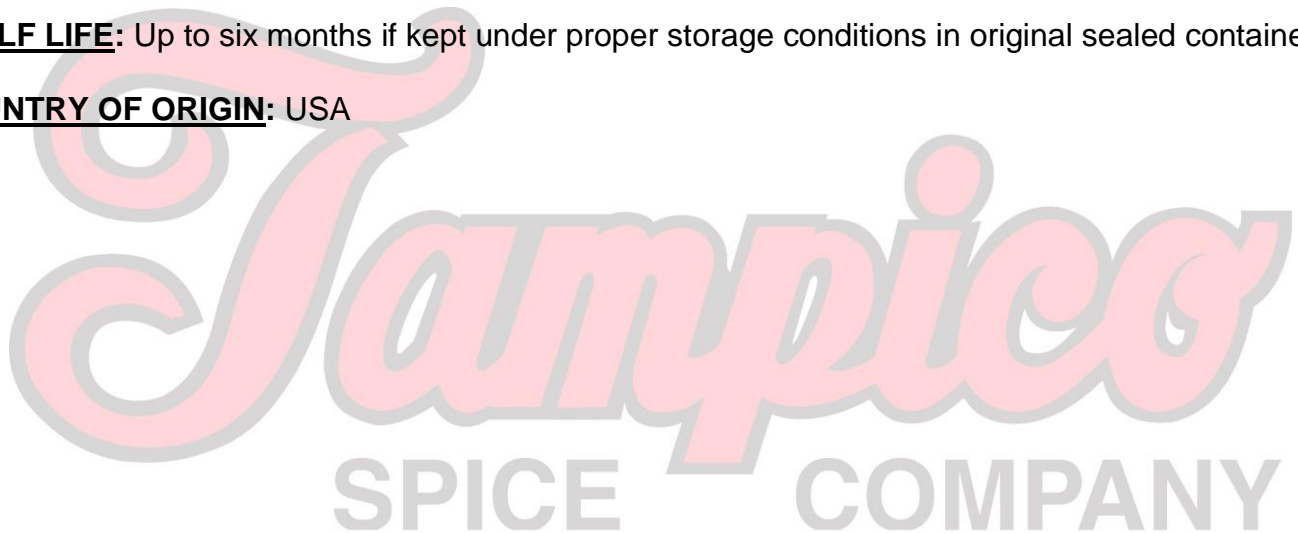 LF LIFE: Up to six months if kept under proper storage conditions in original sealed containe
NTRY OF ORIGIN: USA
Tampico
SPICE COMPANY